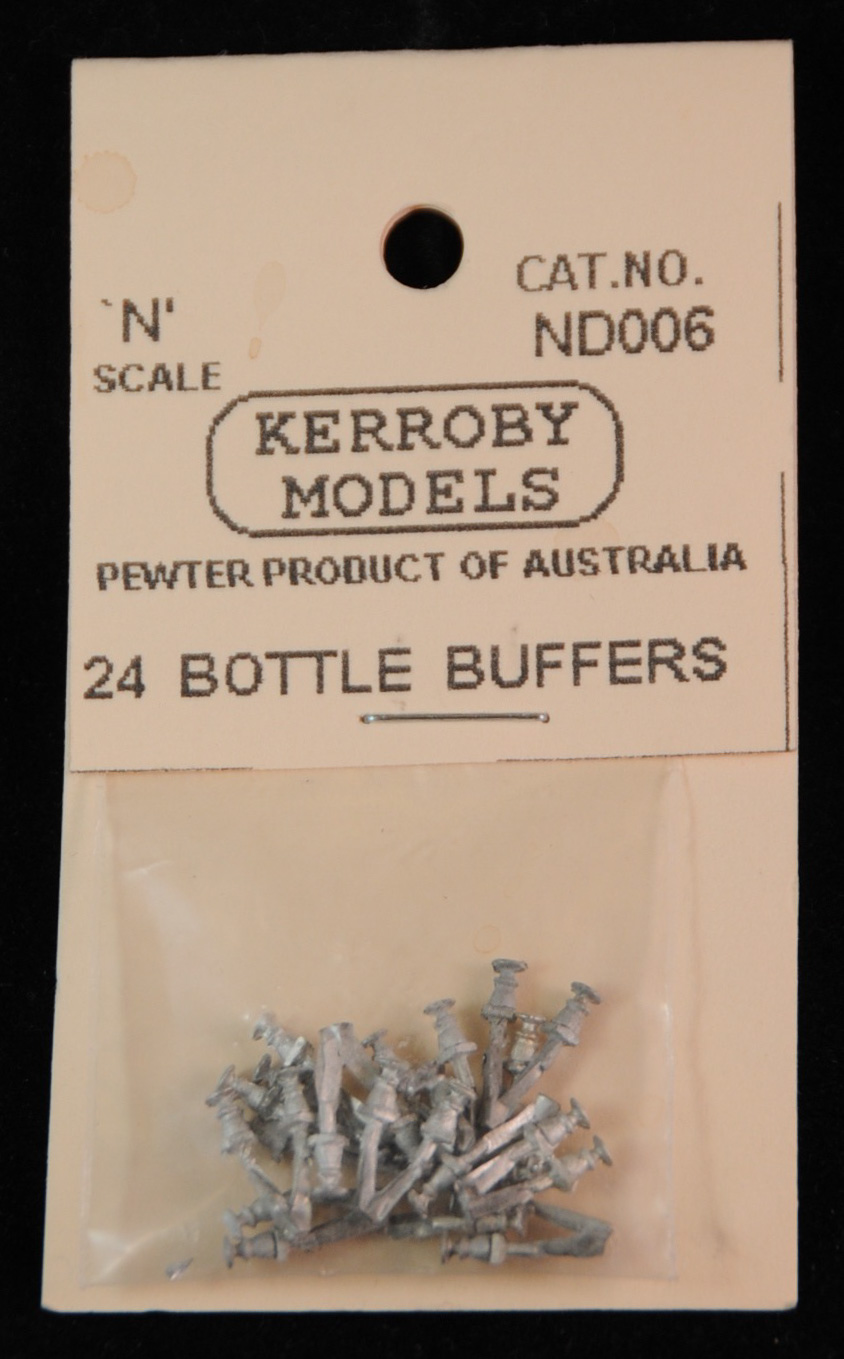 `N'
SCALE
CAT.NO.
ND006
KERROBY
MODELS
PEWTER PRODUCT OF AUSTRALIA
24 BOTTLE BUFFERS